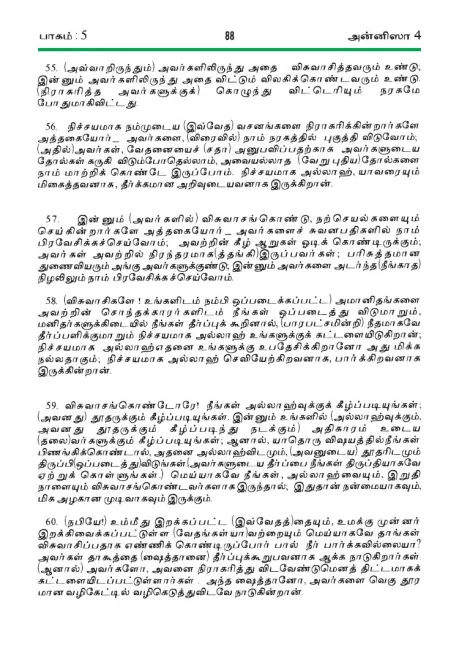 பாகம் : 5 88 அன்னிஸா 4
55. (அவ்வாறிருந்தும்) அவர்களிலிருந்து அதை விசுவாசித்தவரும் உண்டு;
இன்னும் அவர்களிலிருந்து அதை விட்டும் விலகிக்கொண்டவரும் உண்டு.
(நிராகரித்த அவர்களுக்குக்) கொழுந்து விட்டெரியும் நரகமே
போதுமாகிவிட்டது.
56. நிச்சயமாக நம்முடைய (இவ்வேத) வசனங்களை நிராகரிக்கின்றார்களே
அத்தகையோர்_ அவர்களை,(விரைவில்) நாம் நரகத்தில் புகுத்தி விடுவோம்;
(அதில்)அவர்கள், வேதனையைச் (சதா) அனுபவிப்பதற்காக அவர்களுடைய
தோல்கள் கருகி விடும்போதெல்லாம், அவையல்லாத (வேறு புதிய)தோல்களை
நாம் மாற்றிக் கொண்டே இருப்போம். நிச்சயமாக அல்லாஹ், யாவரையும்
மிகைத்தவனாக, தீர்க்கமான அறிவுடையவனாக இருக்கிறான்.
57. இன்னும் (அவர்களில்) விசுவாசங்கொண்டு, நற்செயல்களையும்
செய்கின்றார்களே அத்தகையோர் _ அவர்களைச் சுவனபதிகளில் நாம்
பிரவேசிக்கச்செய்வோம்; அவற்றின் கீழ் ஆறுகள் ஓடிக் கொண்டிருக்கும்;
அவர்கள் அவற்றில் நிரந்தரமாக(த்தங்கி)இருப்பவர்கள்; பரிசுத்தமான
துணைவியரும் அங்கு அவர்களுக்குண்டு, இன்னும் அவர்களை அடர்ந்த(நீங்காத)
நிழலிலும் நாம் பிரவேசிக்கச்செய்வோம்.
58. (விசுவாசிகளே! உங்களிடம் நம்பி ஒப்படைக்கப்பட்ட) அமானிதங்களை
அவற்றின் சொந்தக்காரர்களிடம் நீங்கள் ஒப்படைத்து விடுமாறும்,
மனிதர்களுக்கிடையில் நீங்கள் தீர்ப்புக் கூறினால்,(பாரபட்சமின்றி) நீதமாகவே
தீர்ப்பளிக்குமாறும் நிச்சயமாக அல்லாஹ் உங்களுக்குக் கட்டளையிடுகிறான்;
நிச்சயமாக அல்லாஹ்எதனை உங்களுக்கு உபதேசிக்கிறானோ அது மிக்க
நல்லதாகும்; நிச்சயமாக அல்லாஹ் செவியேற்கிறவனாக, பார்க்கிறவனாக
இருக்கின்றான்.
59. விசுவாசங்கொண்டோரே! நீங்கள் அல்லாஹ்வுக்குக் கீழ்ப்படியுங்கள்;
(அவனது) தூதருக்கும் கீழ்ப்படியுங்கள். இன்னும் உங்களில் (அல்லாஹ்வுக்கும்,
அவனது தூதருக்கும் கீழ்ப்படிந்து நடக்கும்) அதிகாரம் உடைய
(தலை)வர்களுக்கும் கீழ்ப்படியுங்கள்; ஆனால், யாதொரு விஷயத்தில்நீங்கள்
பிணங்கிக்கொண்டால், அதனை அல்லாஹ்விடமும், (அவனுடைய) தூதரிடமும்
திருப்பி(ஒப்படைத்து)விடுங்கள்(அவர்களுடைய தீர்ப்பை நீங்கள் திருப்தியாகவே
ஏற்றுக் கொள்ளுங்கள்.) மெய்யாகவே நீங்கள், அல்லாஹ்வையும், இறுதி
நாளையும் விசுவாசங்கொண்டவர்களாக இருந்தால்; இதுதான் நன்மையாகவும்,
மிக அழகான முடிவாகவும் இருக்கும்.
60. (நபியே!) உம்மீது இறக்கப்பட்ட (இவ்வேதத்)தையும், உமக்கு முன்னர்
இறக்கிவைக்கப்பட்டுள்ள (வேதங்கள்யா)வற்றையும் மெய்யாகவே தாங்கள்
விசுவாசிப்பதாக எண்ணிக் கொண்டிருப்போர் பால் நீர் பார்க்கவில்லையா?
அவர்கள் தாகூத்தை (ஷைத்தானை) தீர்ப்புக்கூறுபவனாக ஆக்க நாடுகிறார்கள்
(ஆனால்) அவர்களோ, அவனை நிராகரித்து விடவேண்டுமெனத் திட்டமாகக்
கட்டளையிடப்பட்டுள்ளார்கள் . அந்த ஷைத்தானோ, அவர்களை வெகு தூர
மான வழிகேட்டில் வழிகெடுத்துவிடவே நாடுகின்றான்.